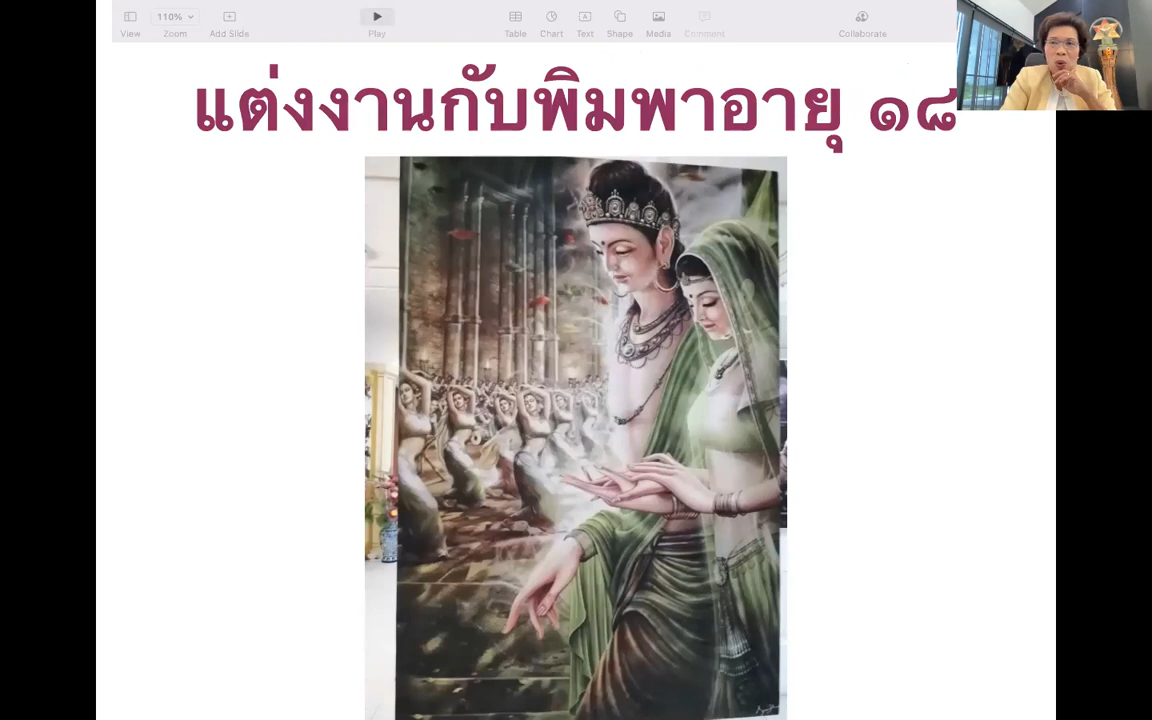 110%
View
Zoom
Add Slide
Play
Table
Chart
Text
Shape
Media
Comment
Collaborate
แต่งงานกับพิมพาอายุ ๑๘